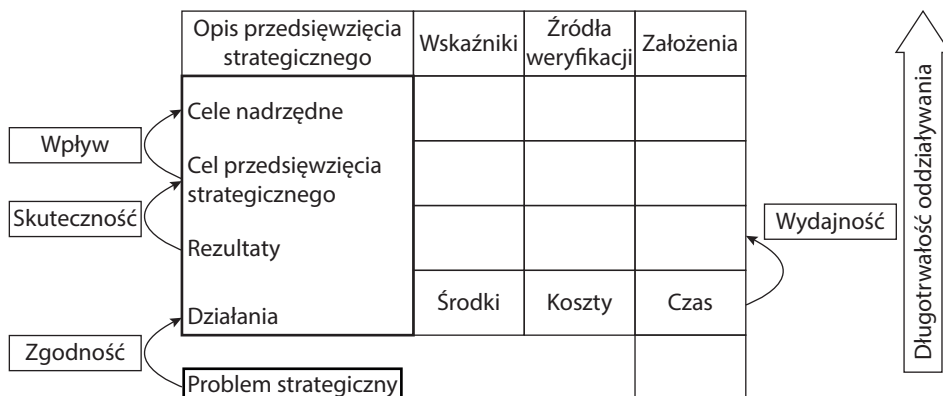 Opis przedsięwzięcia
strategicznego
Wskaźniki
Źródła
weryfikacji
Założenia
Cele nadrzędne
Wpływ
Cel przedsięwzięcia
strategicznego
Skuteczność
Rezultaty
Wydajność
Działania
Środki
Koszty
Czas
Zgodność
Problem strategiczny
Długotrwałość oddziaływania